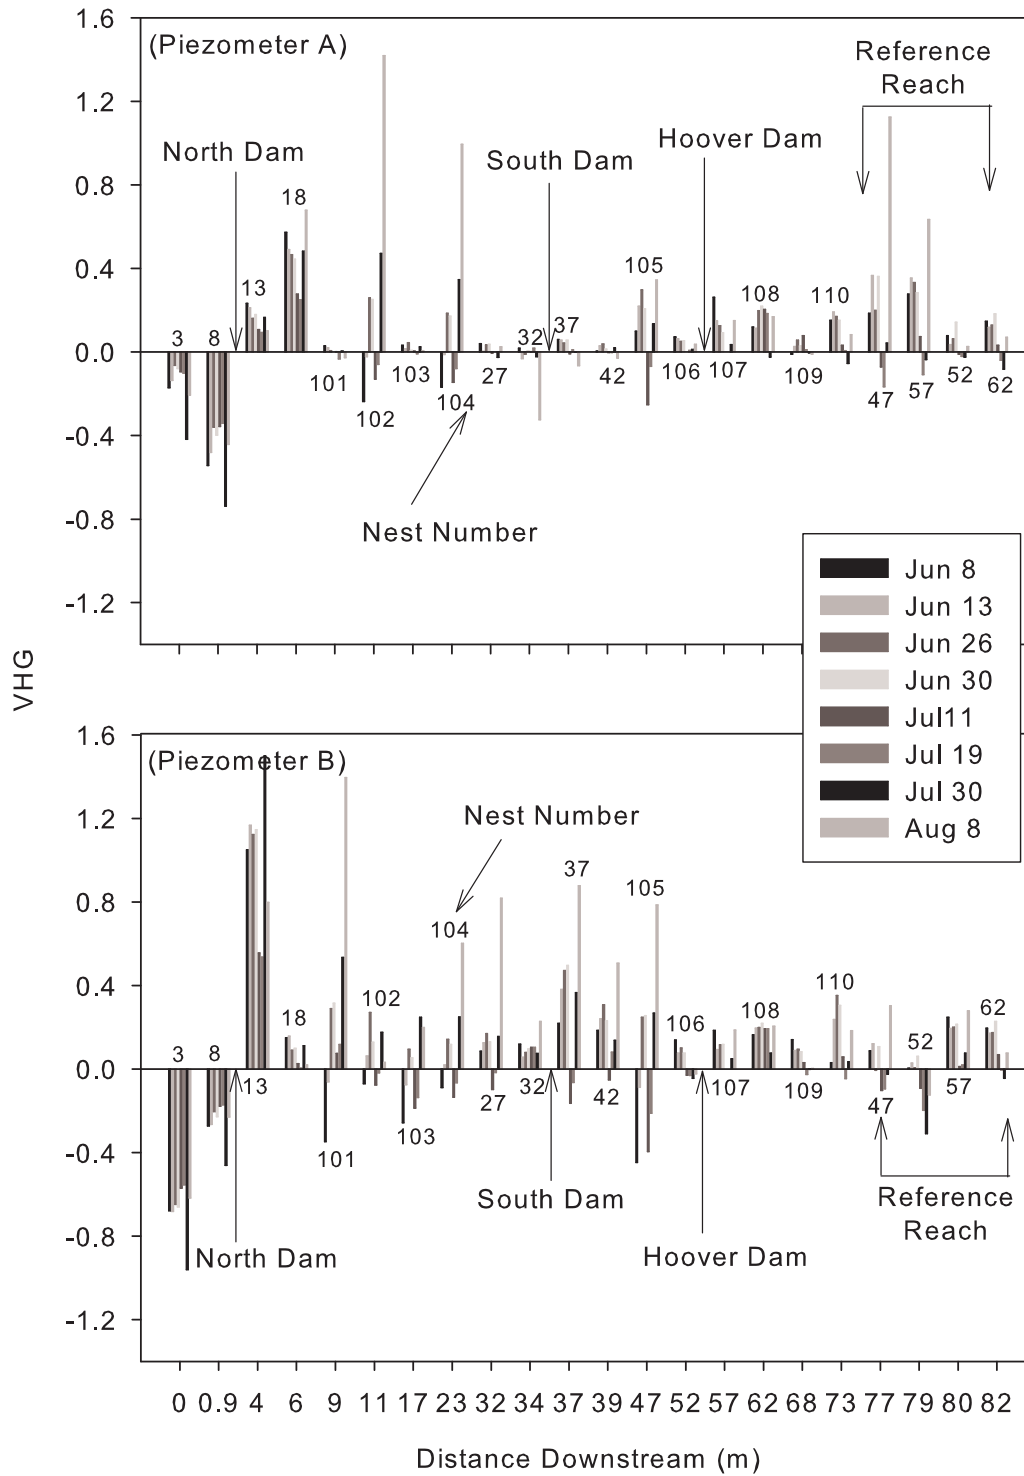 1.6
(Piezometer A)
Reference
Reach
1.2
North Dam
South Dam
Hoover Dam
0.8
18
0.4
13
105
108
110
3
8
32
37
0.0
101
102
103
104
27
42
106
107
109
47
57
52
62
-0.4
Nest Number
-0.8
-1.2
Jun 8
Jun 13
Jun 26
Jun 30
Jul11
Jul 19
Jul 30
Aug 8
VHG
1.6
(Piezometer B)
1.2
Nest Number
0.8
37
105
104
0.4
18
102
106
108
110
52
62
3
8
0.0
13
101
103
27
32
42
107
109
47
57
-0.4
North Dam
South Dam
Hoover Dam
Reference
Reach
-0.8
-1.2
0 0.9 4 6 9 11 17 23 32 34 37 39 47 52 57 62 68 73 77 79 80 82
Distance Downstream (m)